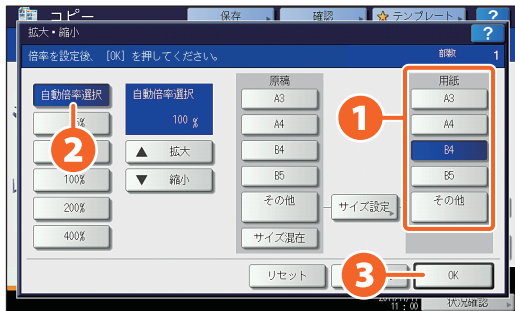 コピー
保存
確認
テンプレート
?
拡大・縮小
?
倍率を設定後、 [OK] を押してください。
部数 1
自動倍率選択
自動倍率選択
100 %
原稿
用紙
1
A3
A3
A4
A4
2
▲ 拡大
B4
B4
100%
▼ 縮小
B5
B5
200%
その他
サイズ設定
その他
400%
サイズ混在
リセット
3
OK
11:00
状況確認